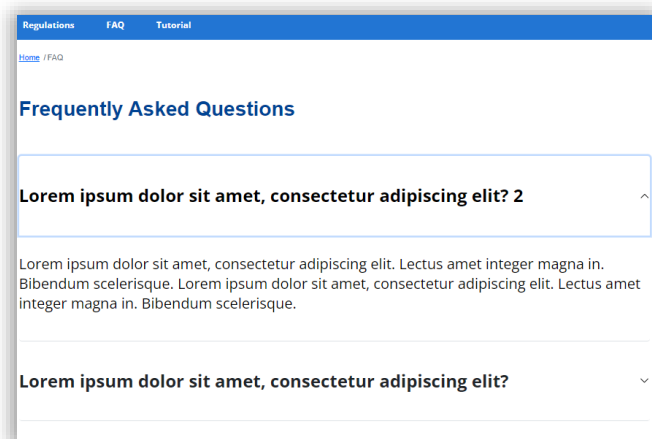 Regulations FAQ Tutorial
Home / FAQ
Frequently Asked Questions
Lorem ipsum dolor sit amet, consectetur adipiscing elit? 2
Lorem ipsum dolor sit amet, consectetur adipiscing elit. Lectus amet integer magna in.
Bibendum scelerisque. Lorem ipsum dolor sit amet, consectetur adipiscing elit. Lectus amet
integer magna in. Bibendum scelerisque.
Lorem ipsum dolor sit amet, consectetur adipiscing elit?